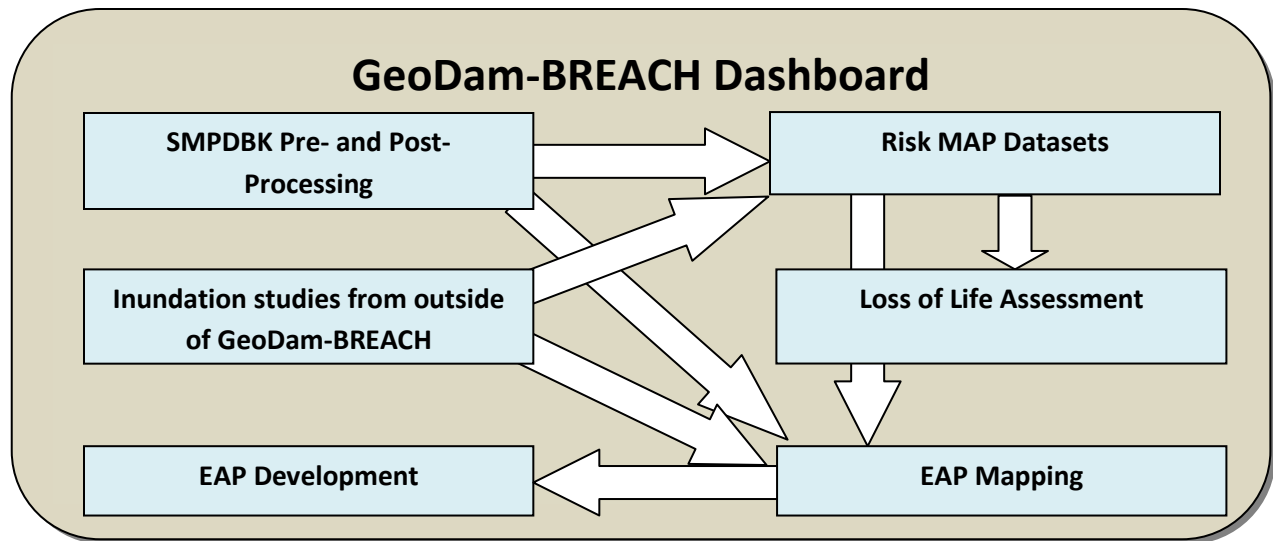 GeoDam-BREACH Dashboard
SMPDBK Pre- and Post-
Processing
Risk MAP Datasets
Inundation studies from outside
of GeoDam-BREACH
Loss of Life Assessment
EAP Development
EAP Mapping